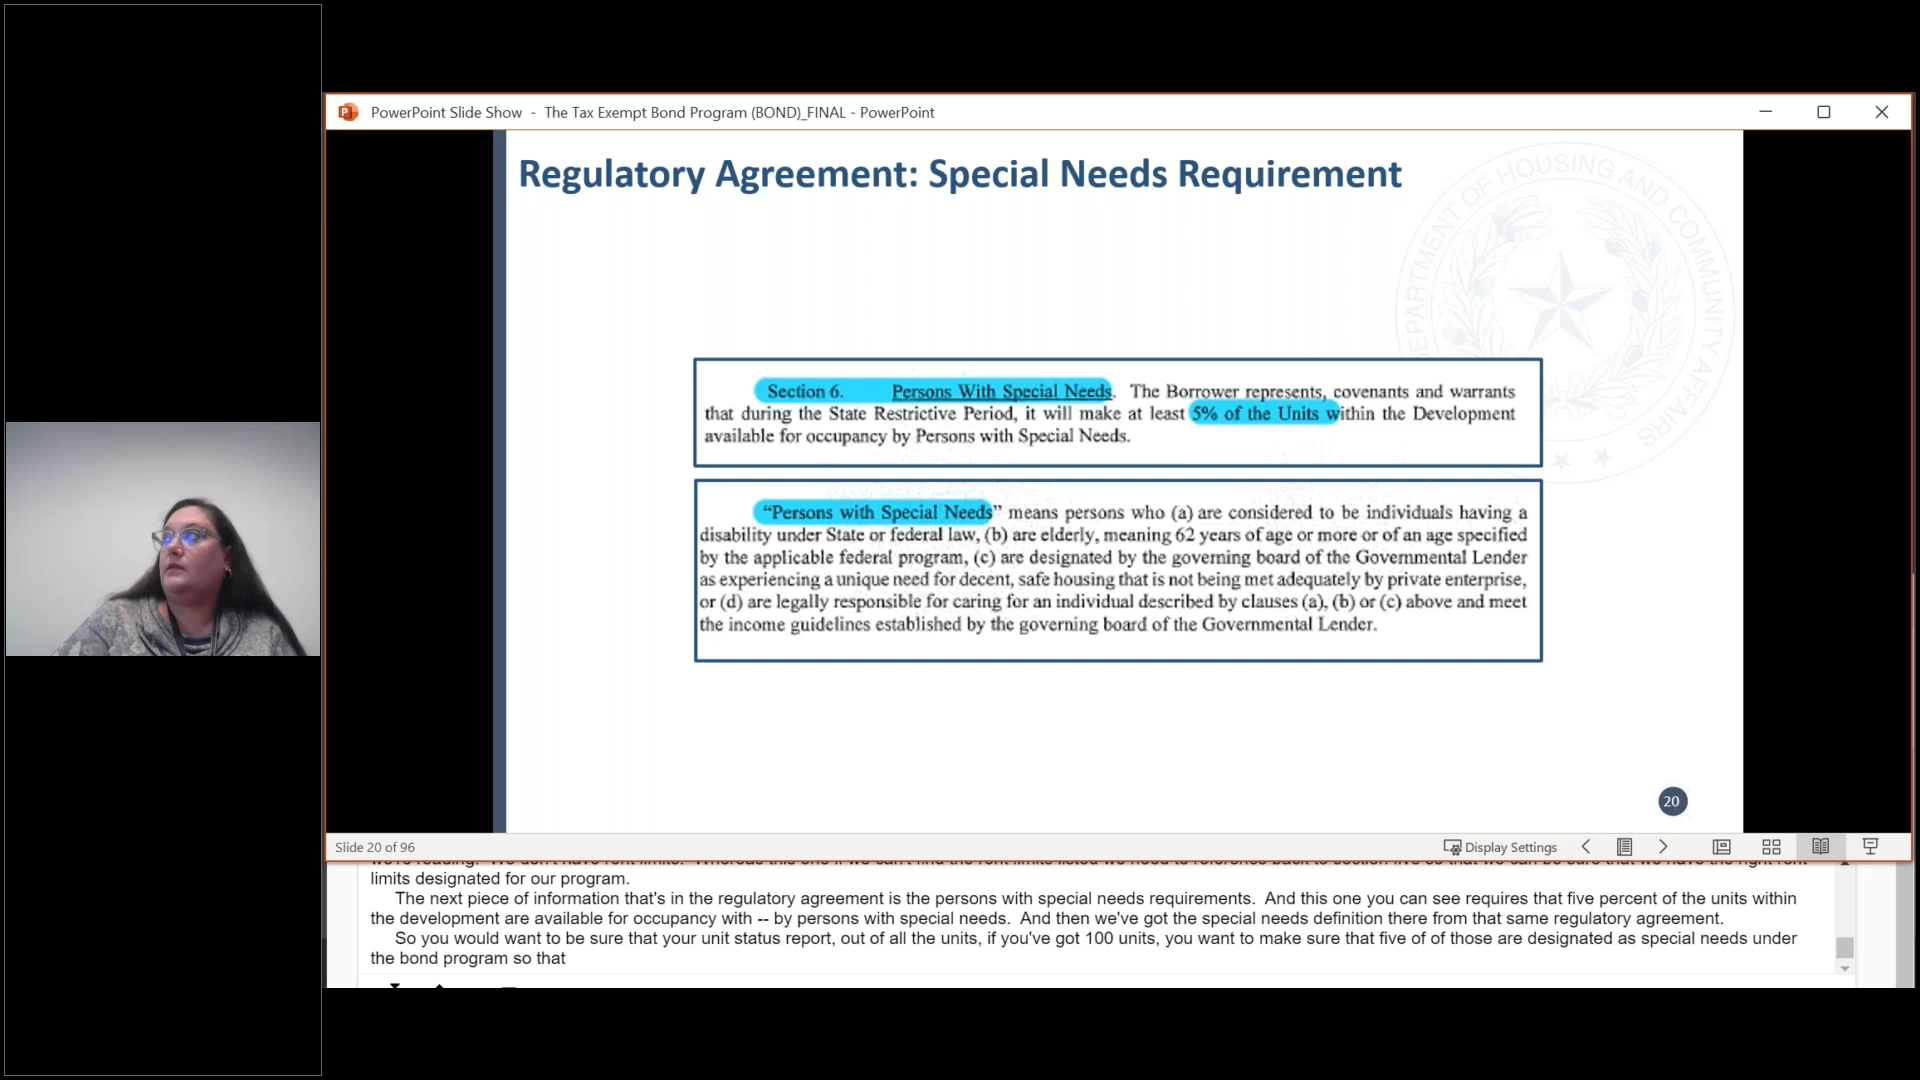 PowerPoint Slide Show - The Tax Exempt Bond Program (BOND)_FINAL - PowerPoint
Regulatory Agreement: Special Needs Requirement
DEPARTMENT OF HOUSING AND COMMUNITY AFFAIRS
Section 6. Persons With Special Needs. The Borrower represents, covenants and warrants
that during the State Restrictive Period, it will make at least 5% of the Units within the Development
available for occupancy by Persons with Special Needs.
“Persons with Special Needs” means persons who (a) are considered to be individuals having a
disability under State or federal law, (b) are elderly, meaning 62 years of age or more or of an age specified
by the applicable federal program, (c) are designated by the governing board of the Governmental Lender
as experiencing a unique need for decent, safe housing that is not being met adequately by private enterprise,
or (d) are legally responsible for caring for an individual described by clauses (a), (b) or (c) above and meet
the income guidelines established by the governing board of the Governmental Lender.
20
Slide 20 of 96
Display Settings
limits designated for our program.
The next piece of information that's in the regulatory agreement is the persons with special needs requirements. And this one you can see requires that five percent of the units within
the development are available for occupancy with -- by persons with special needs. And then we've got the special needs definition there from that same regulatory agreement.
So you would want to be sure that your unit status report, out of all the units, if you've got 100 units, you want to make sure that five of of those are designated as special needs under
the bond program so that